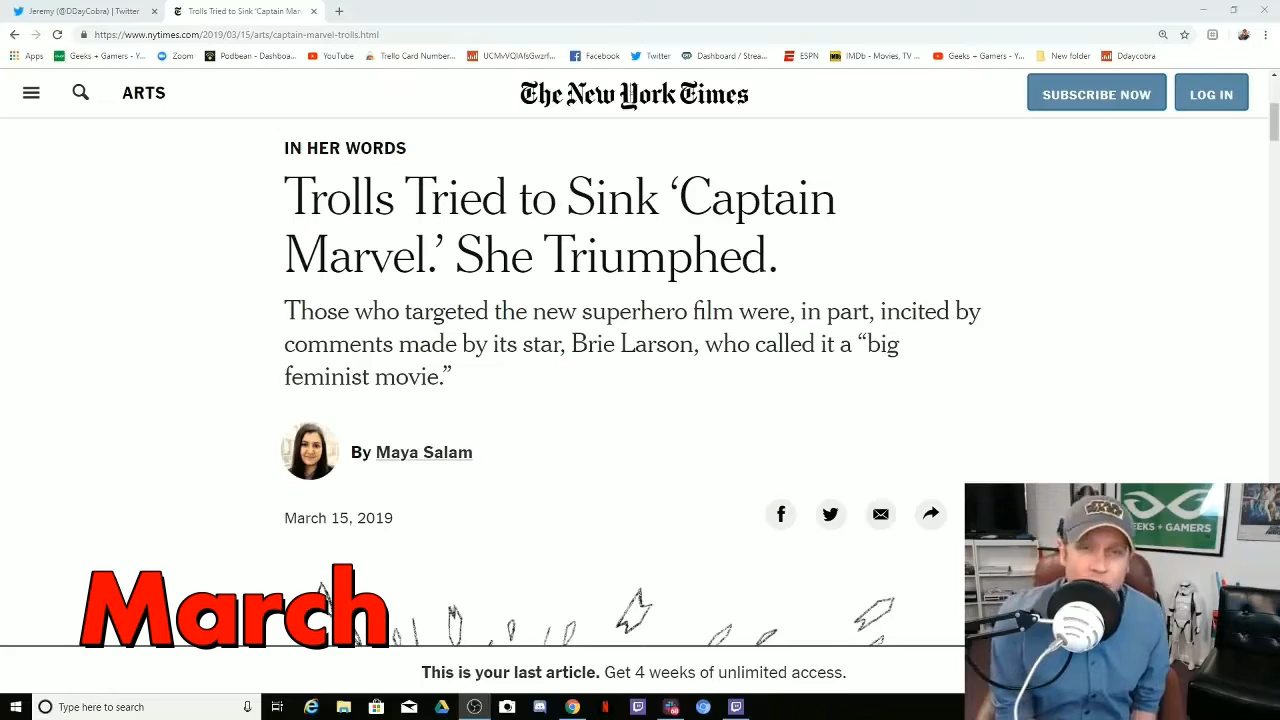 Jeremy (@DDayCobra) | Twitter
Trolls Tried to Sink 'Captain Mar
https://www.nytimes.com/2019/03/15/arts/captain-marvel-trolls.html
Apps
Geeks + Gamers - Y...
Zoom
Podbean - Dashboa...
YouTube
Trello Card Number...
Facebook
Twitter
Dashboard / Strea...
ESPN
IMDb - Movies, TV ...
Geeks + Gamers - Y...
New folder
Ddaycobra
ARTS
The New York Times
SUBSCRIBE NOW
LOG IN
IN HER WORDS
Trolls Tried to Sink ‘Captain
Marvel.’ She Triumphed.
Those who targeted the new superhero film were, in part, incited by
comments made by its star, Brie Larson, who called it a “big
feminist movie.”
By Maya Salam
March 15, 2019
EEKS + GAMERS
March
This is your last article. Get 4 weeks of unlimited access.
Type here to search